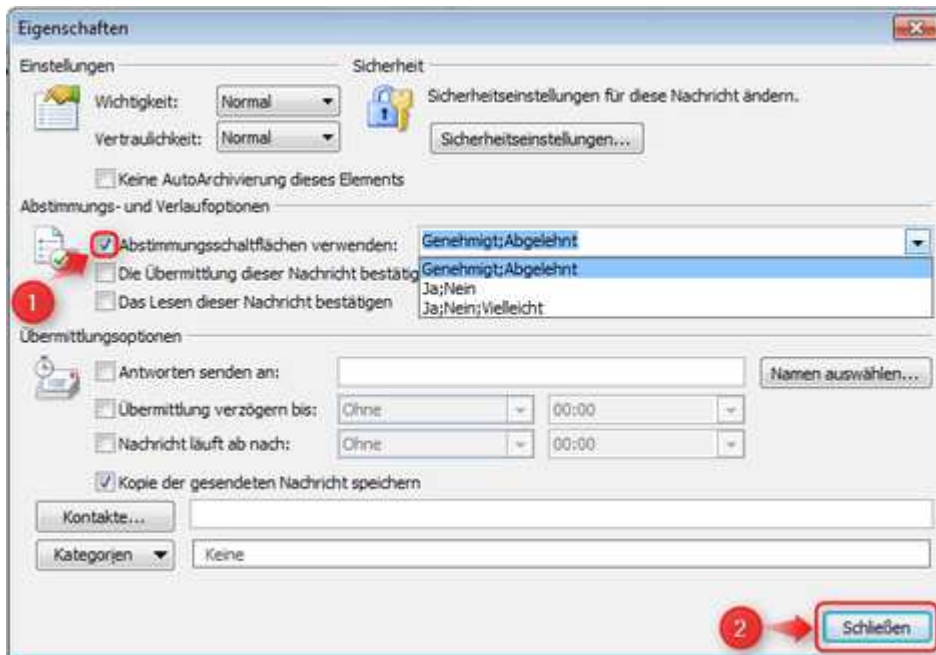 Eigenschaften
Einstellungen
Sicherheit
Wichtigkeit: Normal
Sicherheitseinstellungen für diese Nachricht ändern.
Vertraulichkeit: Normal
Sicherheitseinstellungen...
Keine AutoArchivierung dieses Elements
Abstimmungs- und Verlaufoptionen
Abstimmungsschaltflächen verwenden: Genehmigt;Abgelehnt
Die Übermittlung dieser Nachricht bestätig
Genehmigt;Abgelehnt
Ja;Nein
1
Das Lesen dieser Nachricht bestätigen
Ja;Nein;Vielleicht
Übermittlungsoptionen
Antworten senden an:
Namen auswählen...
Übermittlung verzögern bis: Ohne 00:00
Nachricht läuft ab nach: Ohne 00:00
Kopie der gesendeten Nachricht speichern
Kontakte...
Kategorien Keine
2 Schließen